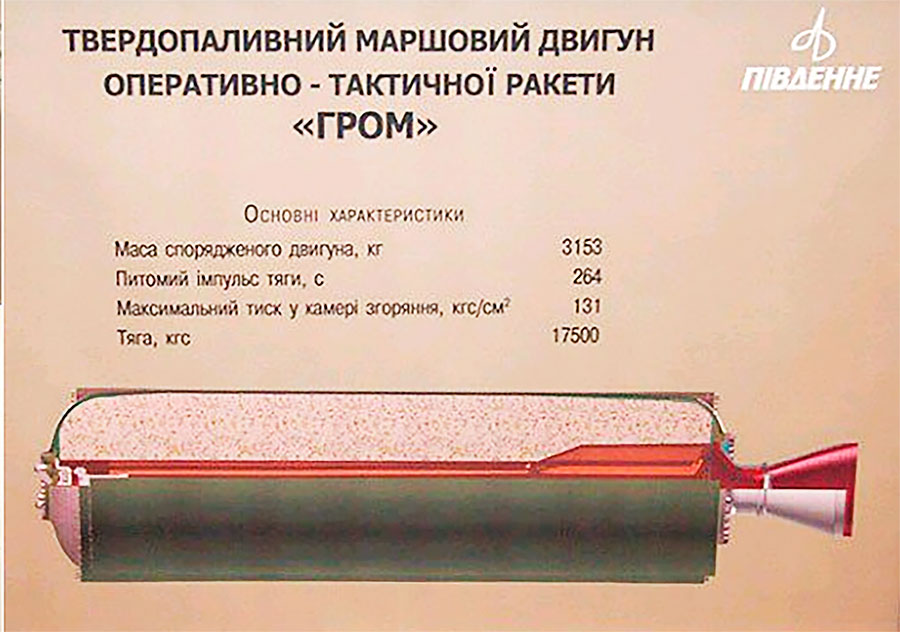 ТВЕРДОПАЛИВНИЙ МАРШОВИЙ ДВИГУН
ОПЕРАТИВНО - ТАКТИЧНОЇ РАКЕТИ
«ГРОМ»
ПІВДЕННЕ
ОСНОВНІ ХАРАКТЕРИСТИКИ
Маса спорядженого двигуна, кг 3153
Питомий імпульс тяги, с 264
Максимальний тиск у камері згоряння, кгс/см² 131
Тяга, кгс 17500